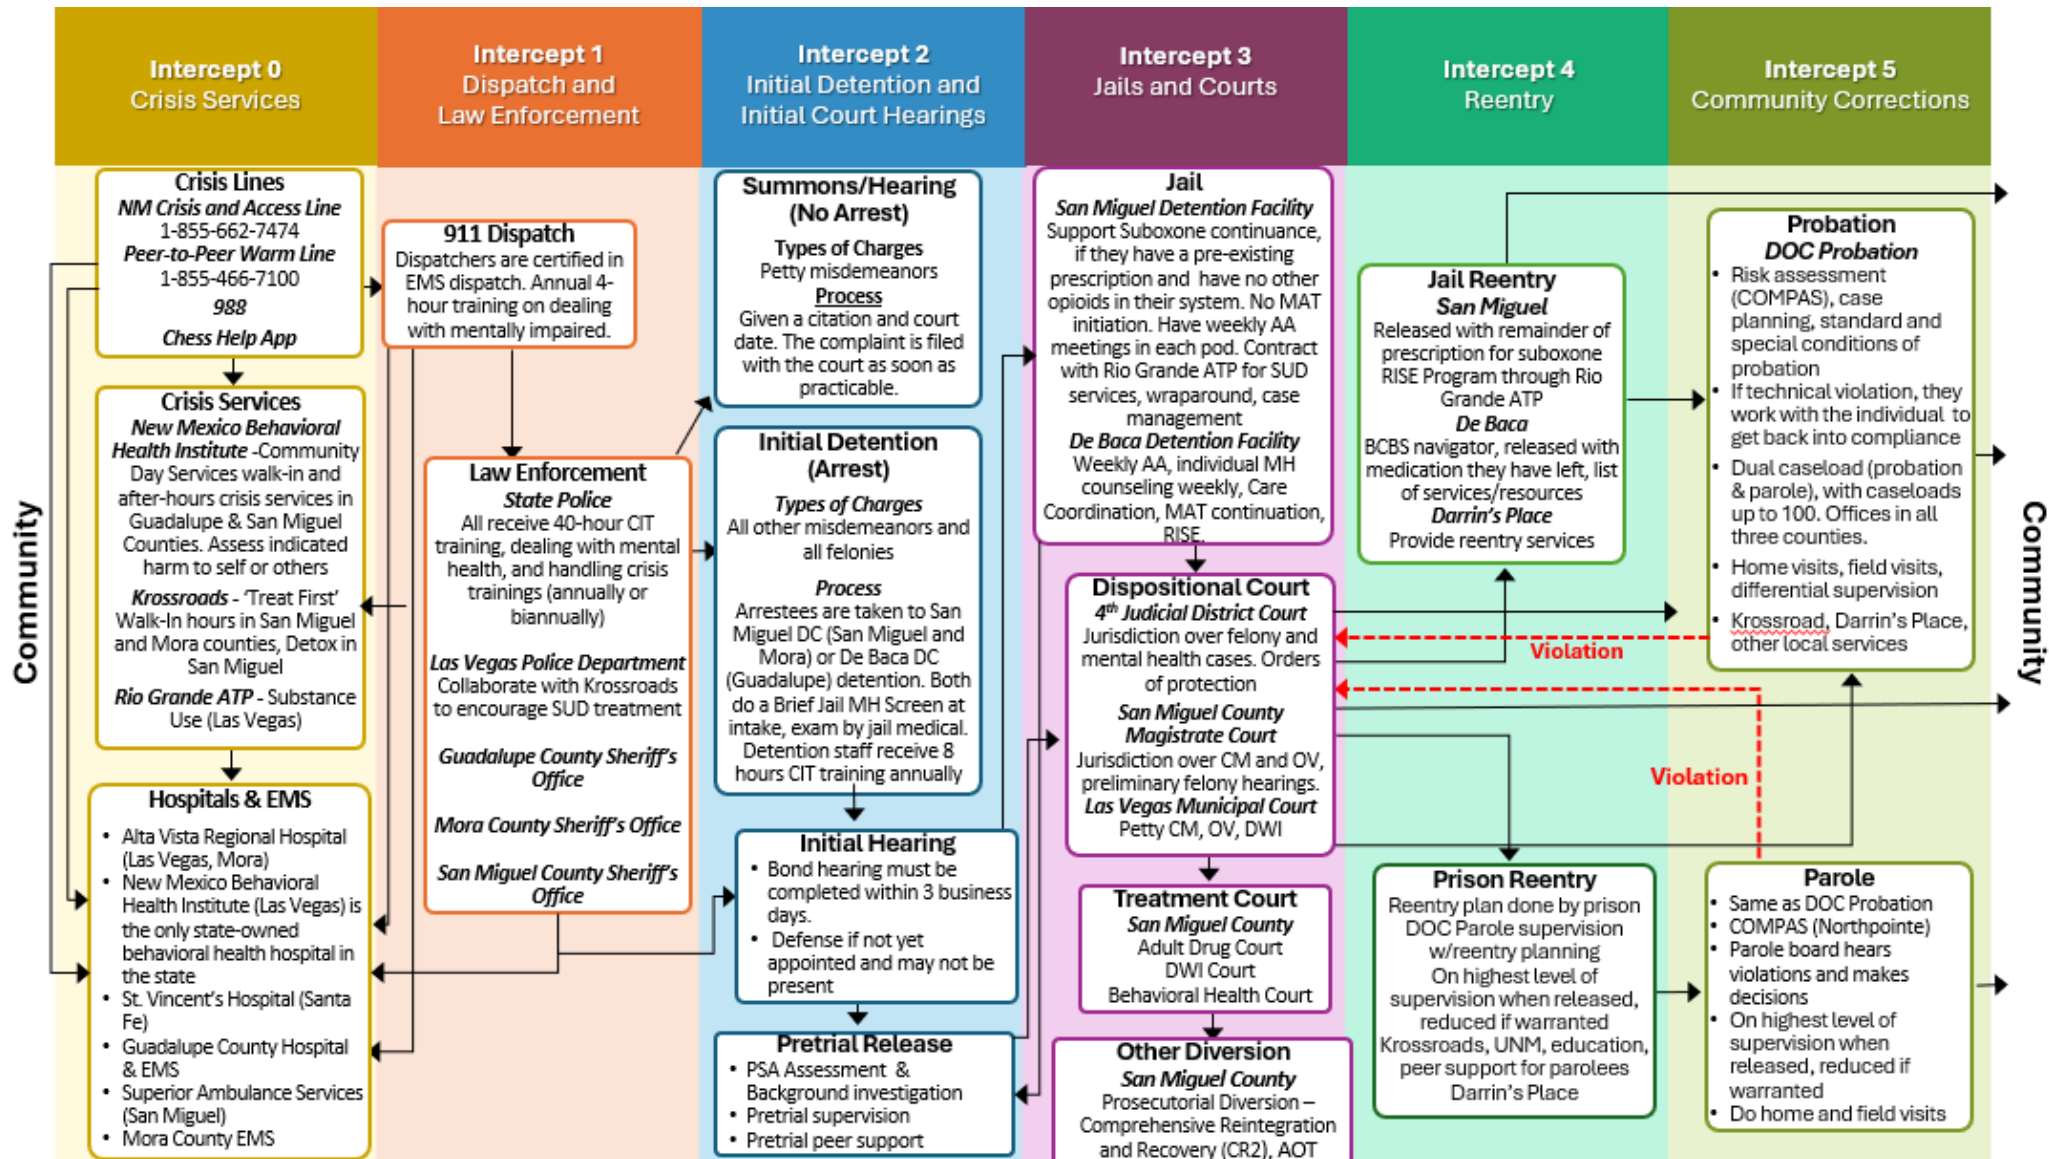 Intercept 0
Crisis Services
Intercept 1
Dispatch and
Law Enforcement
Intercept 2
Initial Detention and
Initial Court Hearings
Intercept 3
Jails and Courts
Intercept 4
Reentry
Intercept 5
Community Corrections
Community
Crisis Lines
NM Crisis and Access Line
1-855-662-7474
Peer-to-Peer Warm Line
1-855-466-7100
988
Chess Help App
Crisis Services
New Mexico Behavioral
Health Institute -Community
Day Services walk-in and
after-hours crisis services in
Guadalupe & San Miguel
Counties. Assess indicated
harm to self or others
Krossroads - ‘Treat First’
Walk-In hours in San Miguel
and Mora counties, Detox in
San Miguel
Rio Grande ATP - Substance
Use (Las Vegas)
Hospitals & EMS
• Alta Vista Regional Hospital
(Las Vegas, Mora)
• New Mexico Behavioral
Health Institute (Las Vegas) is
the only state-owned
behavioral health hospital in
the state
• St. Vincent’s Hospital (Santa
Fe)
• Guadalupe County Hospital
& EMS
• Superior Ambulance Services
(San Miguel)
• Mora County EMS
911 Dispatch
Dispatchers are certified in
EMS dispatch. Annual 4-
hour training on dealing
with mentally impaired.
Law Enforcement
State Police
All receive 40-hour CIT
training, dealing with mental
health, and handling crisis
trainings (annually or
biannually)
Las Vegas Police Department
Collaborate with Krossroads
to encourage SUD treatment
Guadalupe County Sheriff’s
Office
Mora County Sheriff’s Office
San Miguel County Sheriff’s
Office
Summons/Hearing
(No Arrest)
Types of Charges
Petty misdemeanors
Process
Given a citation and court
date. The complaint is filed
with the court as soon as
practicable.
Initial Detention
(Arrest)
Types of Charges
All other misdemeanors and
all felonies
Process
Arrestees are taken to San
Miguel DC (San Miguel and
Mora) or De Baca DC
(Guadalupe) detention. Both
do a Brief Jail MH Screen at
intake, exam by jail medical.
Detention staff receive 8
hours CIT training annually
Initial Hearing
• Bond hearing must be
completed within 3 business
days.
• Defense if not yet
appointed and may not be
present
Pretrial Release
• PSA Assessment &
Background investigation
• Pretrial supervision
• Pretrial peer support
Jail
San Miguel Detention Facility
Support Suboxone continuance,
if they have a pre-existing
prescription and have no other
opioids in their system. No MAT
initiation. Have weekly AA
meetings in each pod. Contract
with Rio Grande ATP for SUD
services, wraparound, case
management
De Baca Detention Facility
Weekly AA, individual MH
counseling weekly, Care
Coordination, MAT continuation,
RISE.
Dispositional Court
4th Judicial District Court
Jurisdiction over felony and
mental health cases. Orders
of protection
San Miguel County
Magistrate Court
Jurisdiction over CM and OV,
preliminary felony hearings.
Las Vegas Municipal Court
Petty CM, OV, DWI
Treatment Court
San Miguel County
Adult Drug Court
DWI Court
Behavioral Health Court
Other Diversion
San Miguel County
Prosecutorial Diversion –
Comprehensive Reintegration
and Recovery (CR2), AOT
Jail Reentry
San Miguel
Released with remainder of
prescription for suboxone
RISE Program through Rio
Grande ATP
De Baca
BCBS navigator, released with
medication they have left, list
of services/resources
Darrin’s Place
Provide reentry services
Violation
Violation
Prison Reentry
Reentry plan done by prison
DOC Parole supervision
w/reentry planning
On highest level of
supervision when released,
reduced if warranted
Krossroads, UNM, education,
peer support for parolees
Darrin’s Place
Probation
DOC Probation
• Risk assessment
(COMPAS), case
planning, standard and
special conditions of
probation
• If technical violation, they
work with the individual to
get back into compliance
• Dual caseload (probation
& parole), with caseloads
up to 100. Offices in all
three counties.
• Home visits, field visits,
differential supervision
• Krossroad, Darrin’s Place,
other local services
Parole
• Same as DOC Probation
• COMPAS (Northpointe)
• Parole board hears
violations and makes
decisions
• On highest level of
supervision when
released, reduced if
warranted
• Do home and field visits
Community